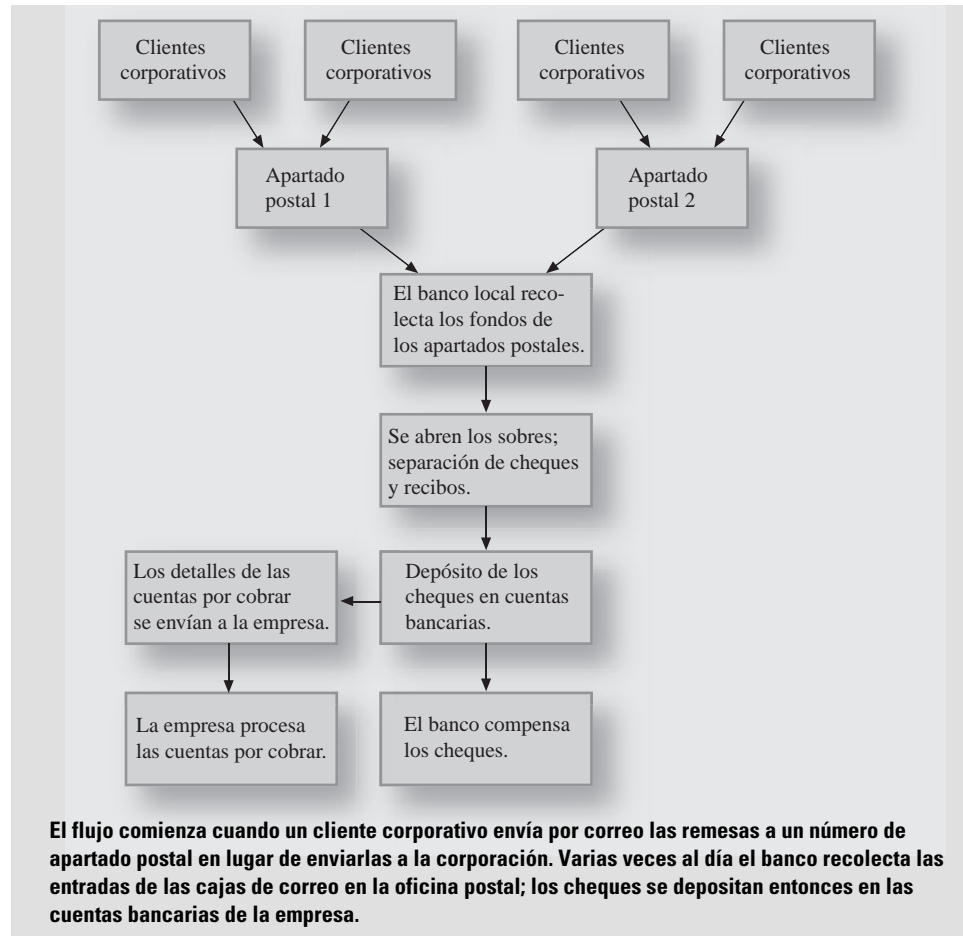 Clientes
corporativos
Clientes
corporativos
Clientes
corporativos
Clientes
corporativos
Apartado
postal 1
Apartado
postal 2
El banco local reco-
lecta los fondos de
los apartados postales.
Se abren los sobres;
separación de cheques
y recibos.
Los detalles de las
cuentas por cobrar
se envían a la empresa.
Depósito de los
cheques en cuentas
bancarias.
La empresa procesa
las cuentas por cobrar.
El banco compensa
los cheques.
El flujo comienza cuando un cliente corporativo envía por correo las remesas a un número de
apartado postal en lugar de enviarlas a la corporación. Varias veces al día el banco recolecta las
entradas de las cajas de correo en la oficina postal; los cheques se depositan entonces en las
cuentas bancarias de la empresa.